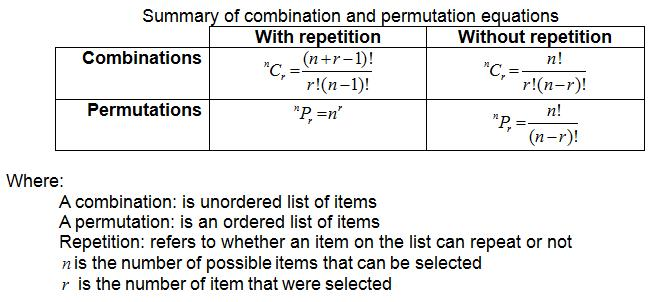 Summary of combination and permutation equations
With repetition Without repetition
Combinations ⁿCᵣ = (n+r−1)! / r!(n−1)! ⁿCᵣ = n! / r!(n−r)!
Permutations ⁿPᵣ =nʳ ⁿPᵣ = n! / (n−r)!
Where:
A combination: is unordered list of items
A permutation: is an ordered list of items
Repetition: refers to whether an item on the list can repeat or not
n is the number of possible items that can be selected
r is the number of item that were selected